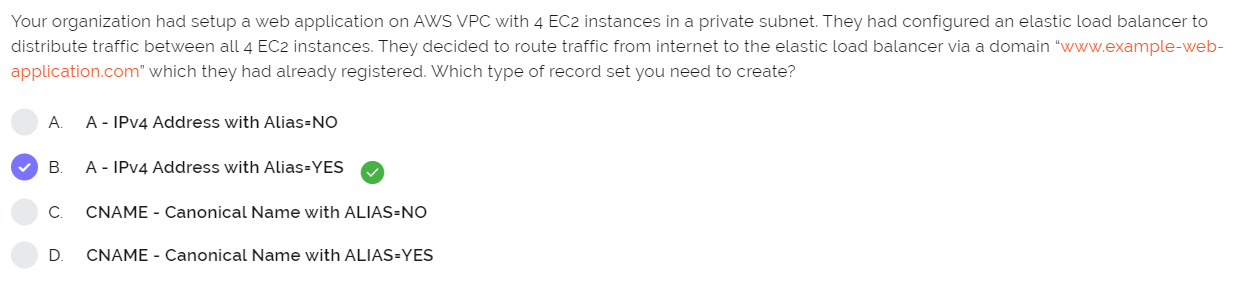 Your organization had setup a web application on AWS VPC with 4 EC2 instances in a private subnet. They had configured an elastic load balancer to
distribute traffic between all 4 EC2 instances. They decided to route traffic from internet to the elastic load balancer via a domain “www.example-web-
application.com” which they had already registered. Which type of record set you need to create?
A. A - IPv4 Address with Alias=NO
B. A - IPv4 Address with Alias=YES
C. CNAME - Canonical Name with ALIAS=NO
D. CNAME - Canonical Name with ALIAS=YES